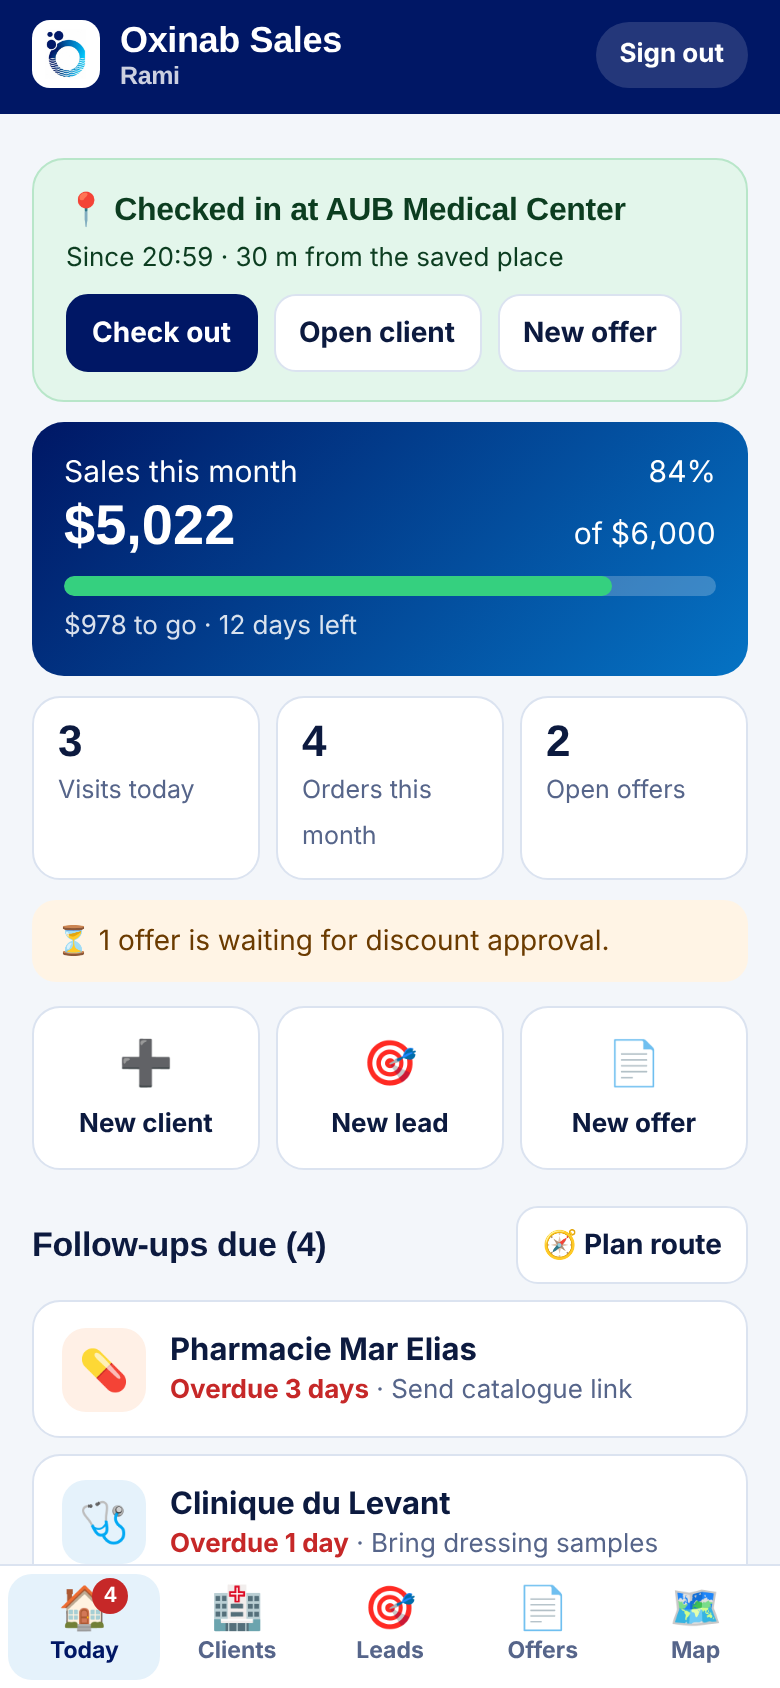 Oxinab Sales
Rami
Sign out
Checked in at AUB Medical Center
Since 20:59 · 30 m from the saved place
Check out
Open client
New offer
Sales this month
84%
$5,022
of $6,000
$978 to go · 12 days left
3
Visits today
4
Orders this
month
2
Open offers
1 offer is waiting for discount approval.
New client
New lead
New offer
Follow-ups due (4)
Plan route
Pharmacie Mar Elias
Overdue 3 days · Send catalogue link
Clinique du Levant
Overdue 1 day · Bring dressing samples
4
Today
Clients
Leads
Offers
Map